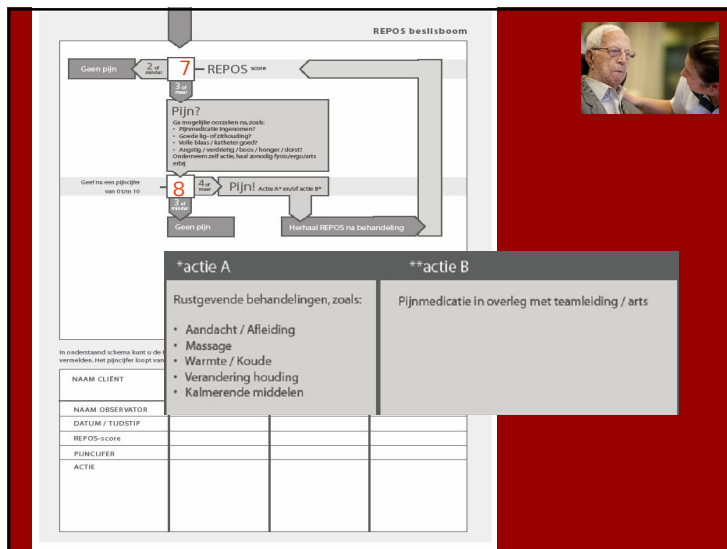 REPOS beslisboom
Geen pijn
2 of minder
7
REPOS score
3 of meer
Pijn?
Ga mogelijke oorzaken na, zoals:
• Pijnmedicatie ingenomen?
• Goede lig- of zithouding?
• Volle blaas / katheter goed?
• Angstig / verdrietig / boos / honger / dorst?
Onderneem zelf actie, haal zonodig fysio/ergo/arts
erbij
Geef nu een pijncijfer
van 0 t/m 10
8
4 of meer
Pijn! Actie A* en/of actie B*
3 of minder
Geen pijn
Herhaal REPOS na behandeling
*actie A
**actie B
Rustgevende behandelingen, zoals:
• Aandacht / Afleiding
• Massage
• Warmte / Koude
• Verandering houding
• Kalmerende middelen
Pijnmedicatie in overleg met teamleiding / arts
In onderstaand schema kunt u de
vermelden. Het pijncijfer loopt van
NAAM CLIËNT
NAAM OBSERVATOR
DATUM / TIJDSTIP
REPOS-score
PIJNCIJFER
ACTIE